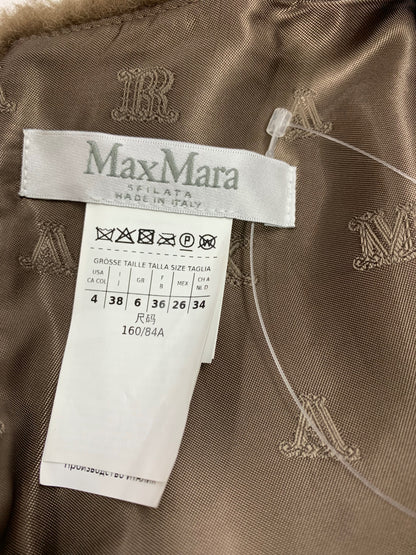 MaxMara
SFILATA
MADE IN ITALY
GRÖSSE TAILLE TALLA SIZE TAGLIA
USA CA COL I J GB F B MEX CH A NL D
4 38 6 36 26 34
尺码
160/84A